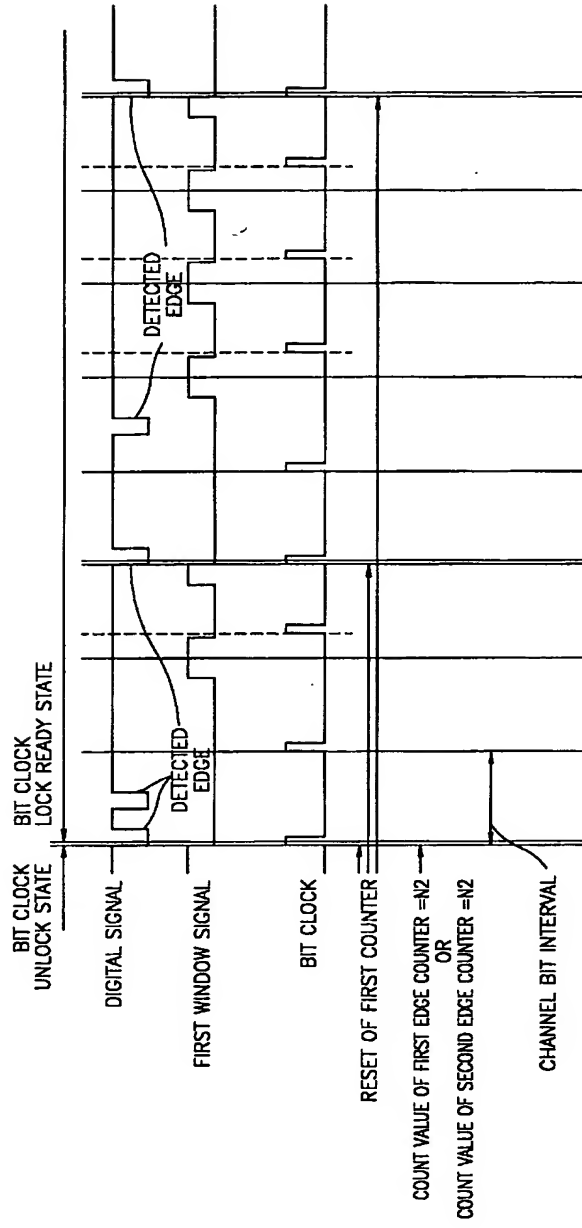 BIT CLOCK
UNLOCK STATE
BIT CLOCK
LOCK READY STATE
DIGITAL SIGNAL
DETECTED
EDGE
DETECTED
EDGE
FIRST WINDOW SIGNAL
BIT CLOCK
RESET OF FIRST COUNTER
COUNT VALUE OF FIRST EDGE COUNTER =N2
OR
COUNT VALUE OF SECOND EDGE COUNTER =N2
CHANNEL BIT INTERVAL